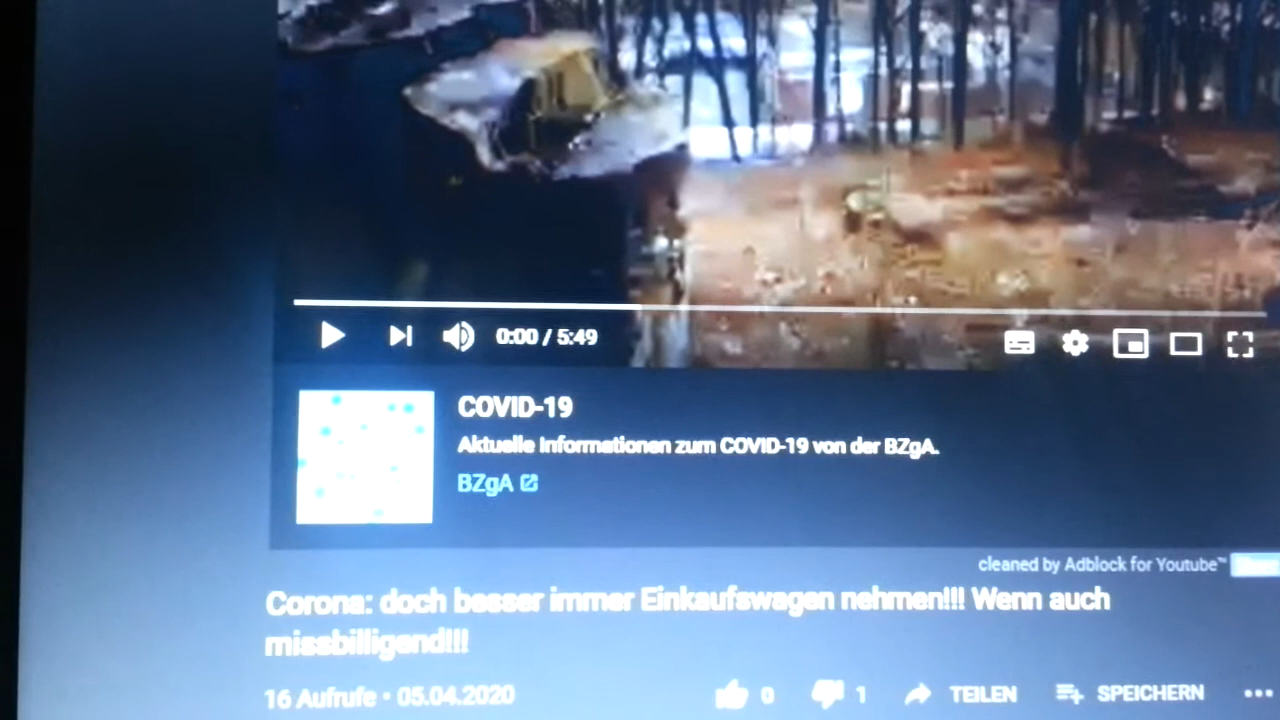 0:00 / 5:49
COVID-19
Aktuelle Informationen zum COVID-19 von der BZgA.
BZgA
cleaned by Adblock for Youtube™
Corona: doch besser immer Einkaufswagen nehmen!!! Wenn auch
missbilligend!!!
16 Aufrufe • 05.04.2020 0 1 TEILEN SPEICHERN